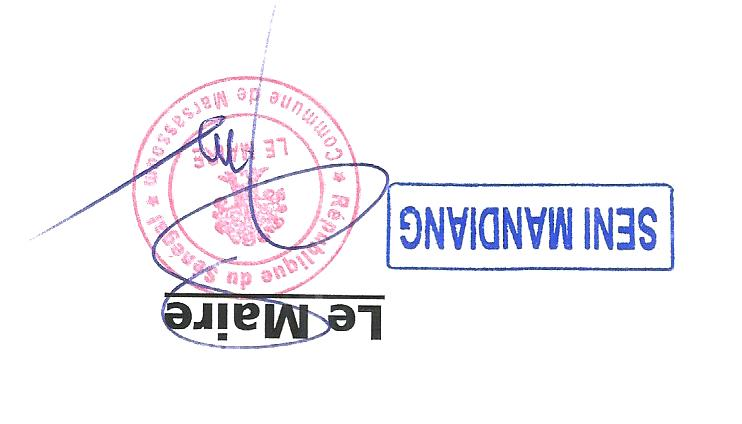 Le Maire
République du Sénégal
LE MAIRE
Commune de Marsassoum
SENI MANDIANG